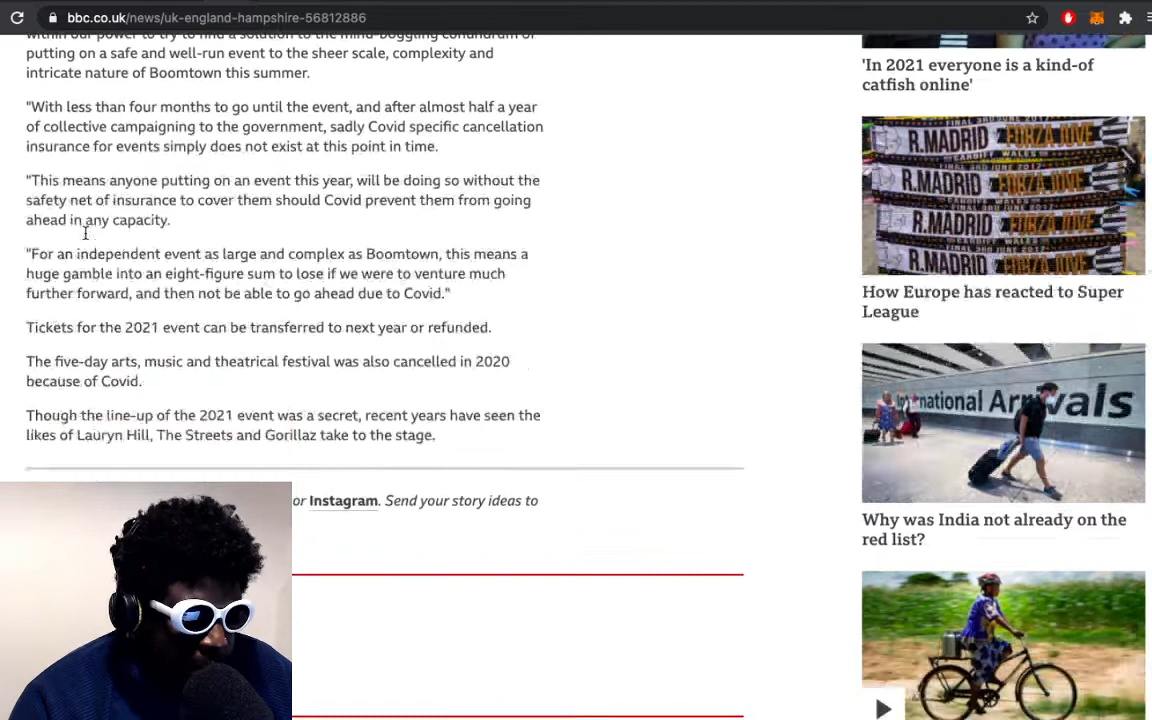 bbc.co.uk/news/uk-england-hampshire-56812886
within our power to try to find a solution to the mind-boggling conundrum of
putting on a safe and well-run event to the sheer scale, complexity and
intricate nature of Boomtown this summer.
"With less than four months to go until the event, and after almost half a year
of collective campaigning to the government, sadly Covid specific cancellation
insurance for events simply does not exist at this point in time.
"This means anyone putting on an event this year, will be doing so without the
safety net of insurance to cover them should Covid prevent them from going
ahead in any capacity.
"For an independent event as large and complex as Boomtown, this means a
huge gamble into an eight-figure sum to lose if we were to venture much
further forward, and then not be able to go ahead due to Covid."
Tickets for the 2021 event can be transferred to next year or refunded.
The five-day arts, music and theatrical festival was also cancelled in 2020
because of Covid.
Though the line-up of the 2021 event was a secret, recent years have seen the
likes of Lauryn Hill, The Streets and Gorillaz take to the stage.
or Instagram. Send your story ideas to
'In 2021 everyone is a kind-of
catfish online'
R.MADRID FORZA JUVE
R.MADRID FORZA JUVE
R.MADRID FORZA JUVE
R.MADRID FORZA JUVE
How Europe has reacted to Super
League
International Arrivals
Why was India not already on the
red list?